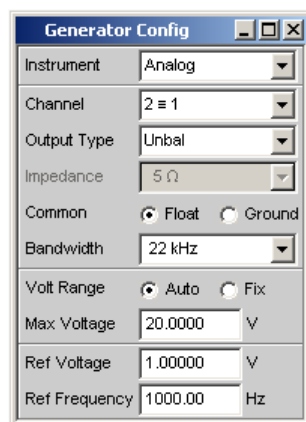 Generator Config
Instrument Analog
Channel 2 ≡ 1
Output Type Unbal
Impedance 5 Ω
Common Float Ground
Bandwidth 22 kHz
Volt Range Auto Fix
Max Voltage 20.0000 V
Ref Voltage 1.00000 V
Ref Frequency 1000.00 Hz